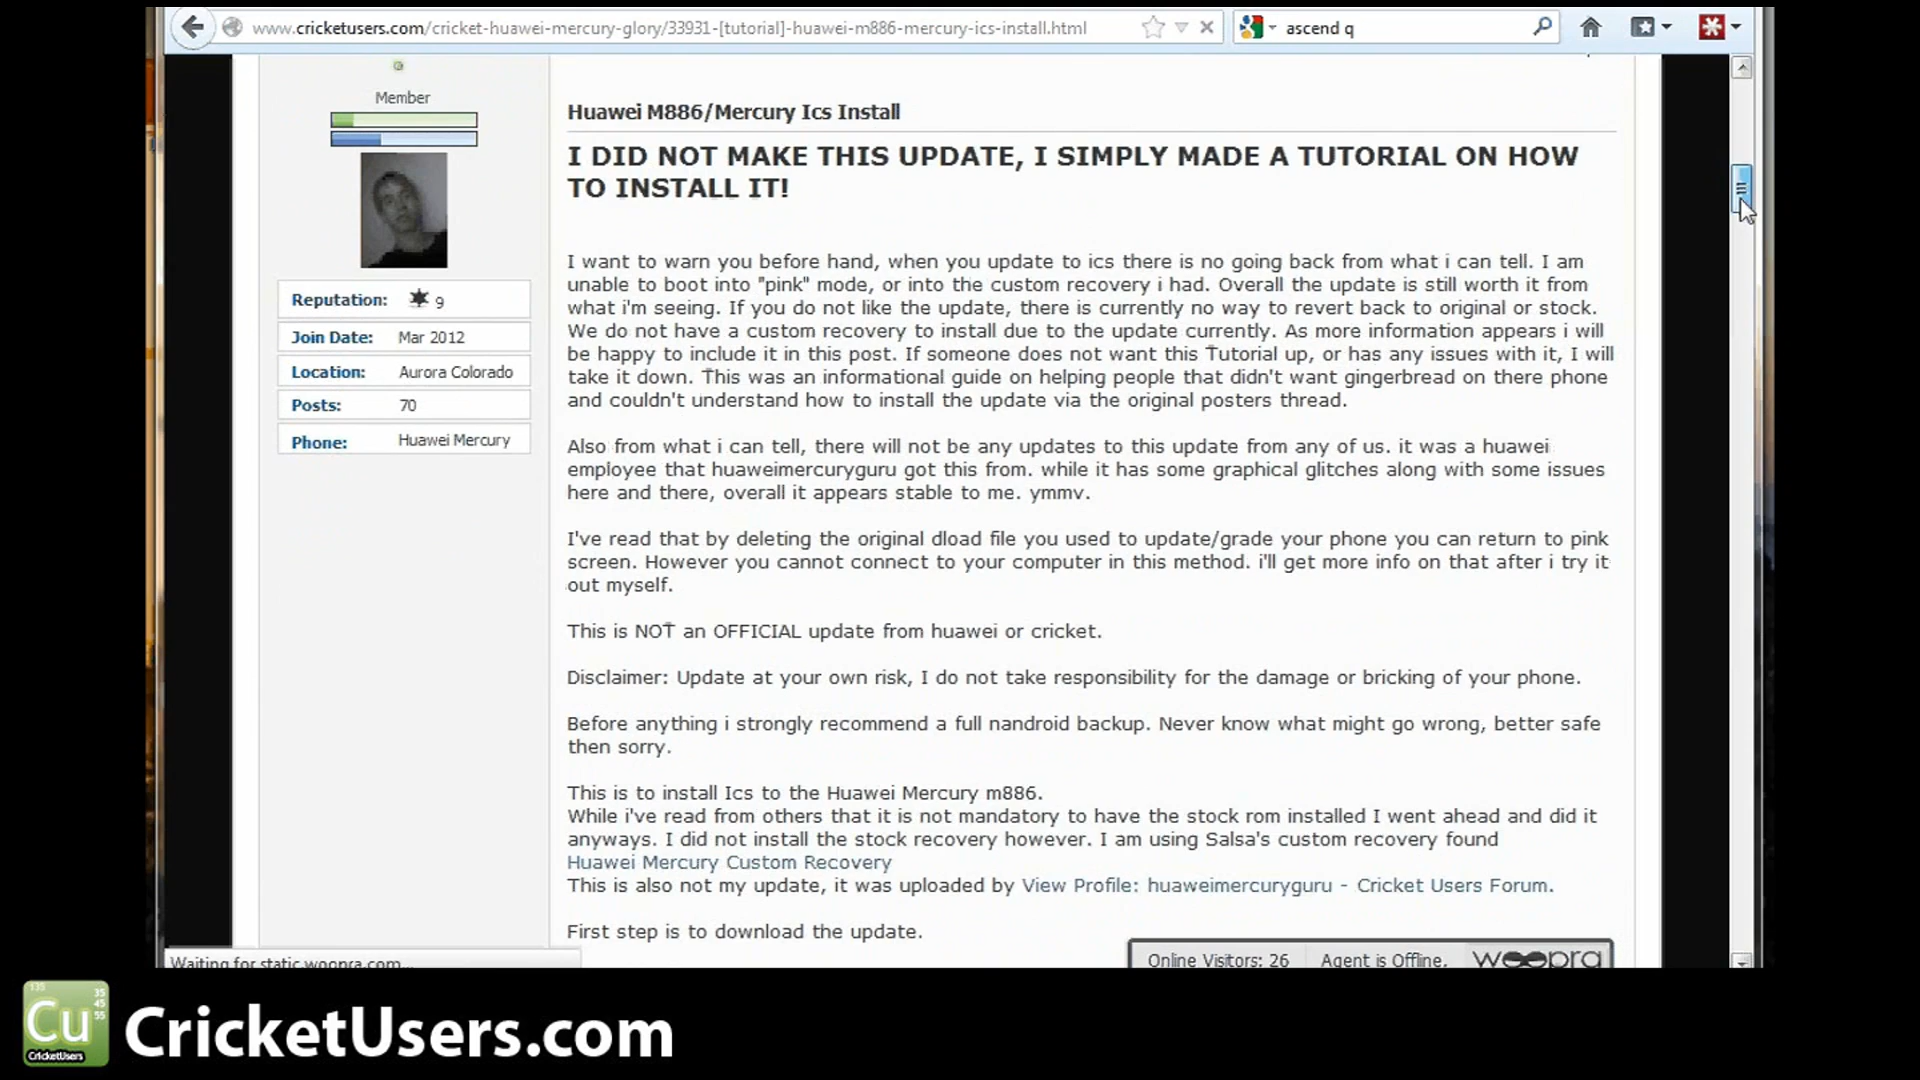 www.cricketusers.com/cricket-huawei-mercury-glory/33931-[tutorial]-huawei-m886-mercury-ics-install.html
ascend q
Member
Reputation: 9
Join Date: Mar 2012
Location: Aurora Colorado
Posts: 70
Phone: Huawei Mercury
Huawei M886/Mercury Ics Install
I DID NOT MAKE THIS UPDATE, I SIMPLY MADE A TUTORIAL ON HOW
TO INSTALL IT!
I want to warn you before hand, when you update to ics there is no going back from what i can tell. I am
unable to boot into "pink" mode, or into the custom recovery i had. Overall the update is still worth it from
what i'm seeing. If you do not like the update, there is currently no way to revert back to original or stock.
We do not have a custom recovery to install due to the update currently. As more information appears i will
be happy to include it in this post. If someone does not want this Tutorial up, or has any issues with it, I will
take it down. This was an informational guide on helping people that didn't want gingerbread on there phone
and couldn't understand how to install the update via the original posters thread.
Also from what i can tell, there will not be any updates to this update from any of us. it was a huawei
employee that huaweimercuryguru got this from. while it has some graphical glitches along with some issues
here and there, overall it appears stable to me. ymmv.
I've read that by deleting the original dload file you used to update/grade your phone you can return to pink
screen. However you cannot connect to your computer in this method. i'll get more info on that after i try it
out myself.
This is NOT an OFFICIAL update from huawei or cricket.
Disclaimer: Update at your own risk, I do not take responsibility for the damage or bricking of your phone.
Before anything i strongly recommend a full nandroid backup. Never know what might go wrong, better safe
then sorry.
This is to install Ics to the Huawei Mercury m886.
While i've read from others that it is not mandatory to have the stock rom installed I went ahead and did it
anyways. I did not install the stock recovery however. I am using Salsa's custom recovery found
Huawei Mercury Custom Recovery
This is also not my update, it was uploaded by View Profile: huaweimercuryguru - Cricket Users Forum.
First step is to download the update.
Waiting for static.woopra.com...
Online Visitors: 26 Agent is Offline. woopra
135 35 45 55
Cu
CricketUsers
CricketUsers.com